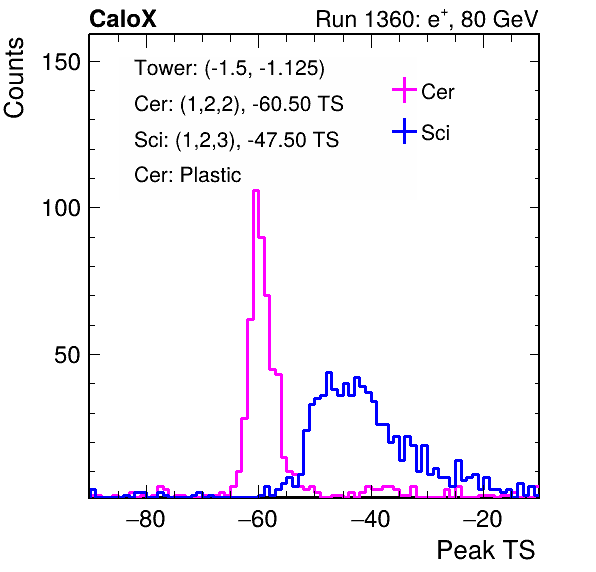 CaloX
Run 1360: e+, 80 GeV
Counts
150
100
50
Tower: (-1.5, -1.125)
Cer: (1,2,2), -60.50 TS
Sci: (1,2,3), -47.50 TS
Cer: Plastic
Cer
Sci
−80 −60 −40 −20
Peak TS